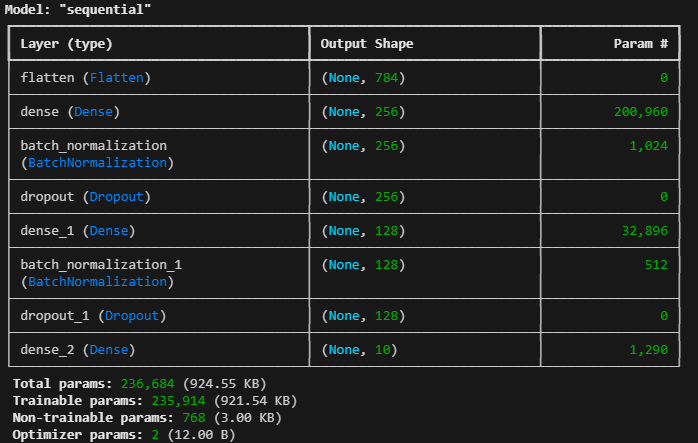 Model: "sequential"
Layer (type) Output Shape Param #
flatten (Flatten) (None, 784) 0
dense (Dense) (None, 256) 200,960
batch_normalization (None, 256) 1,024
(BatchNormalization)
dropout (Dropout) (None, 256) 0
dense_1 (Dense) (None, 128) 32,896
batch_normalization_1 (None, 128) 512
(BatchNormalization)
dropout_1 (Dropout) (None, 128) 0
dense_2 (Dense) (None, 10) 1,290
Total params: 236,684 (924.55 KB)
Trainable params: 235,914 (921.54 KB)
Non-trainable params: 768 (3.00 KB)
Optimizer params: 2 (12.00 B)